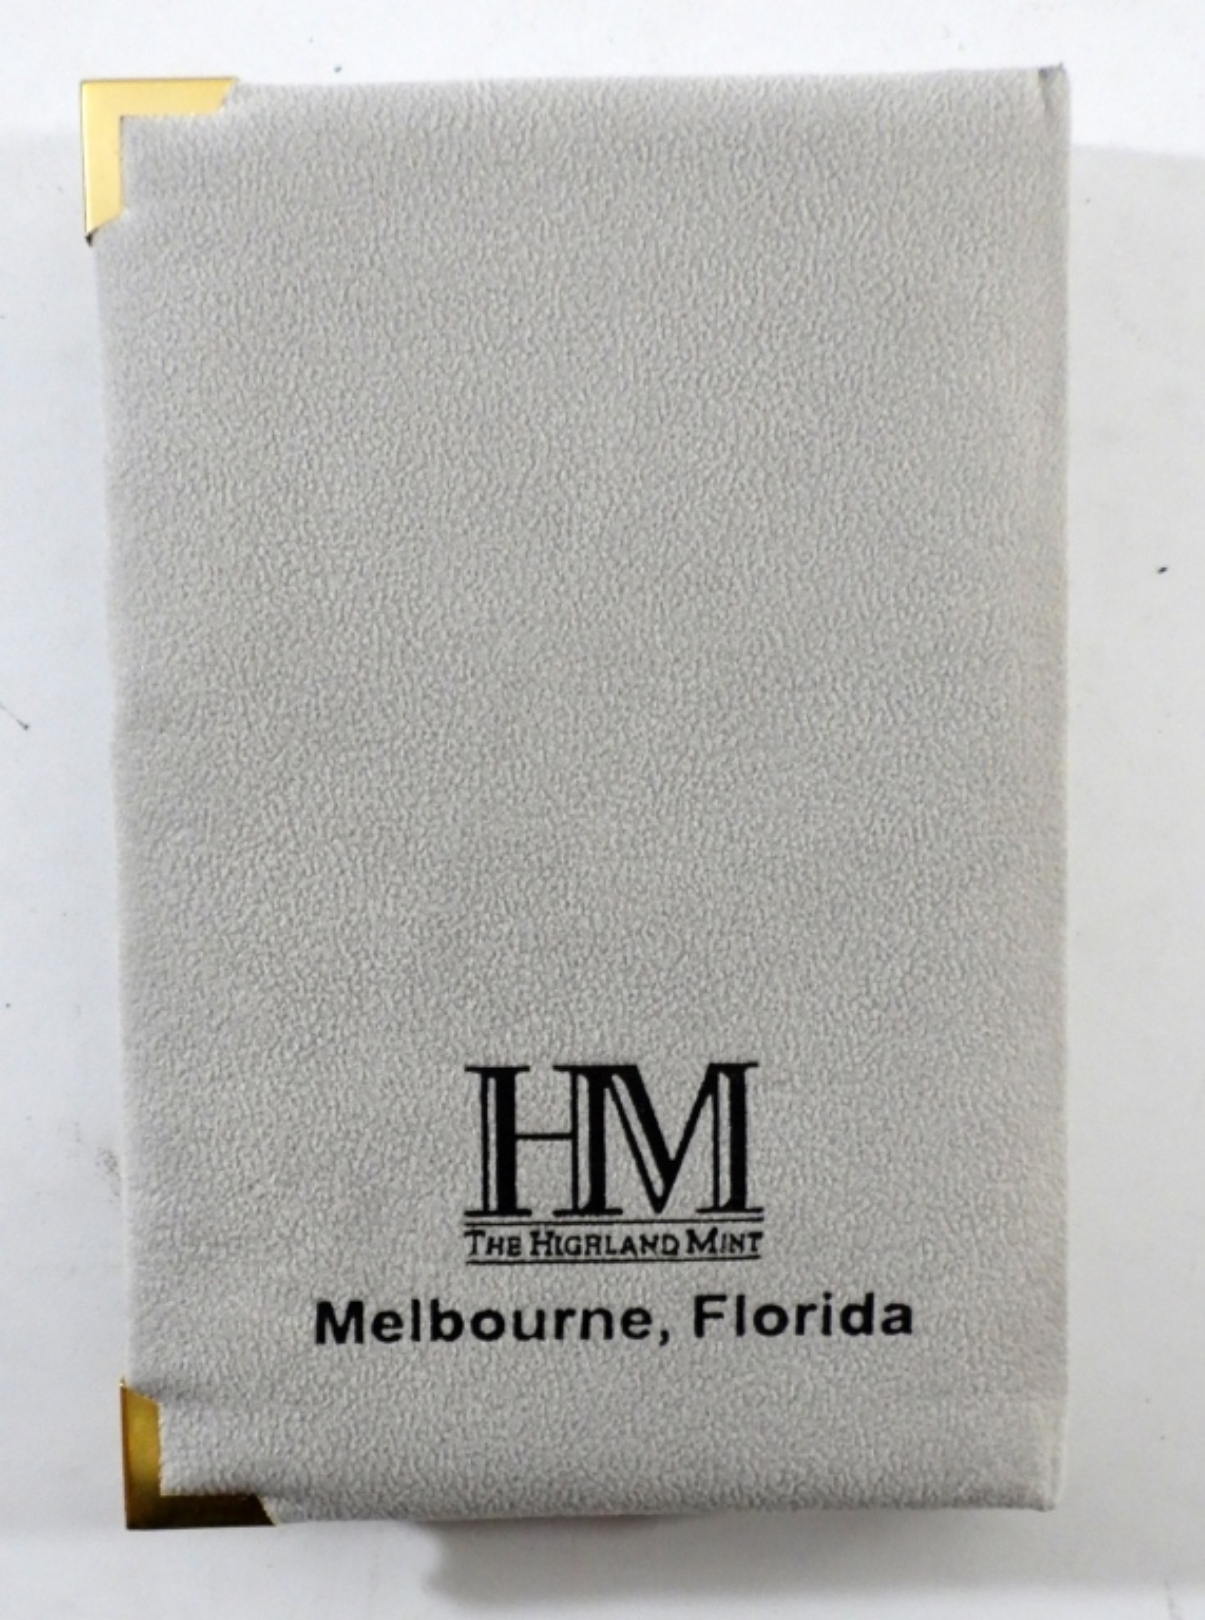 HM
THE HIGHLAND MINT
Melbourne, Florida